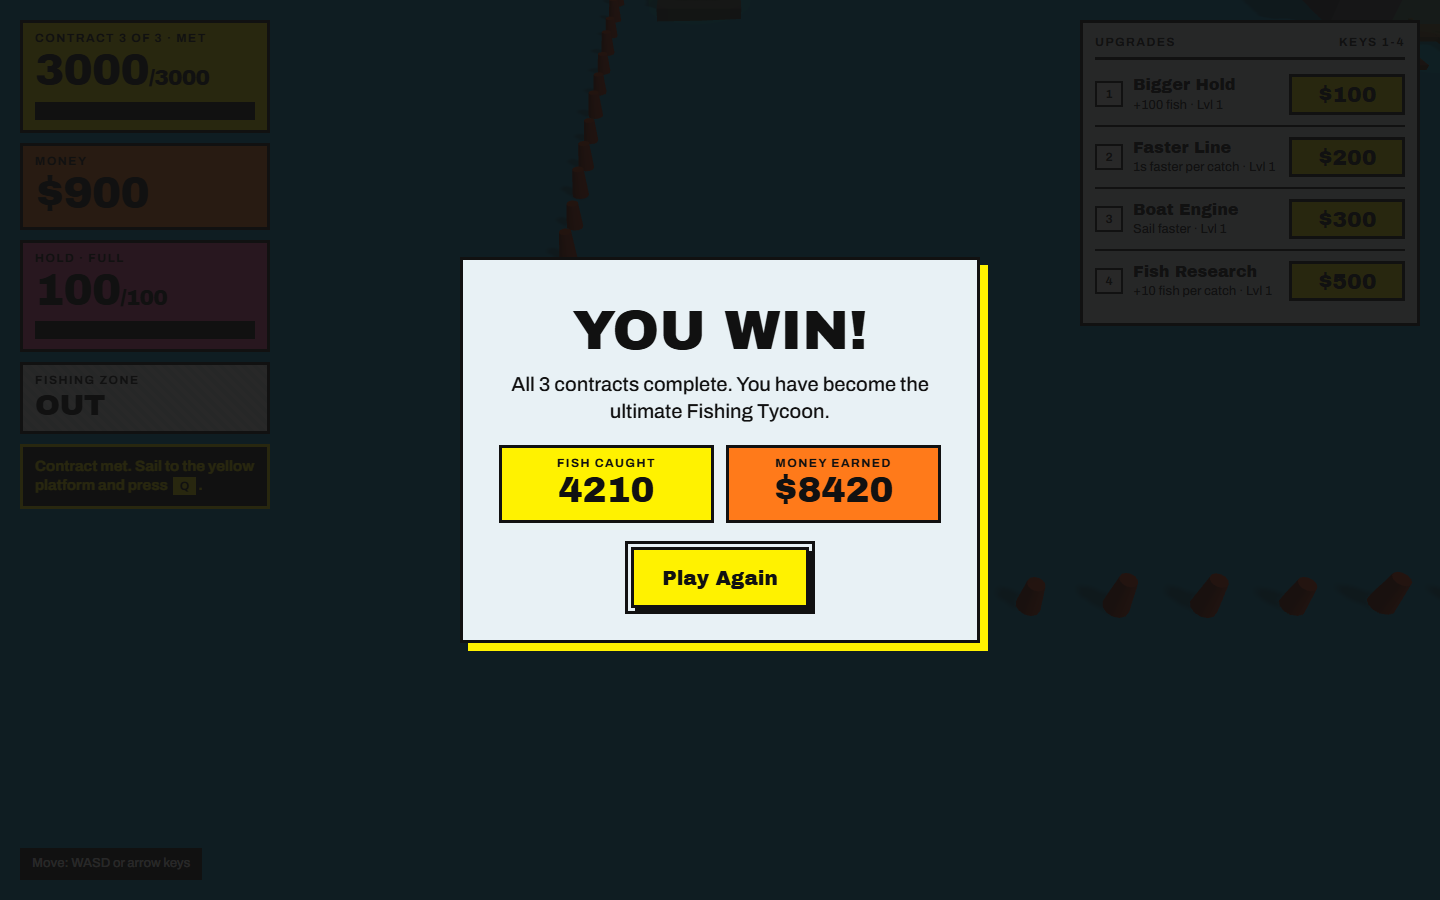 CONTRACT 3 OF 3 · MET
3000/3000
MONEY
$900
HOLD · FULL
100/100
FISHING ZONE
OUT
Contract met. Sail to the yellow
platform and press Q.
UPGRADES KEYS 1-4
1 Bigger Hold $100
+100 fish · Lvl 1
2 Faster Line $200
1s faster per catch · Lvl 1
3 Boat Engine $300
Sail faster · Lvl 1
4 Fish Research $500
+10 fish per catch · Lvl 1
YOU WIN!
All 3 contracts complete. You have become the
ultimate Fishing Tycoon.
FISH CAUGHT
4210
MONEY EARNED
$8420
Play Again
Move: WASD or arrow keys